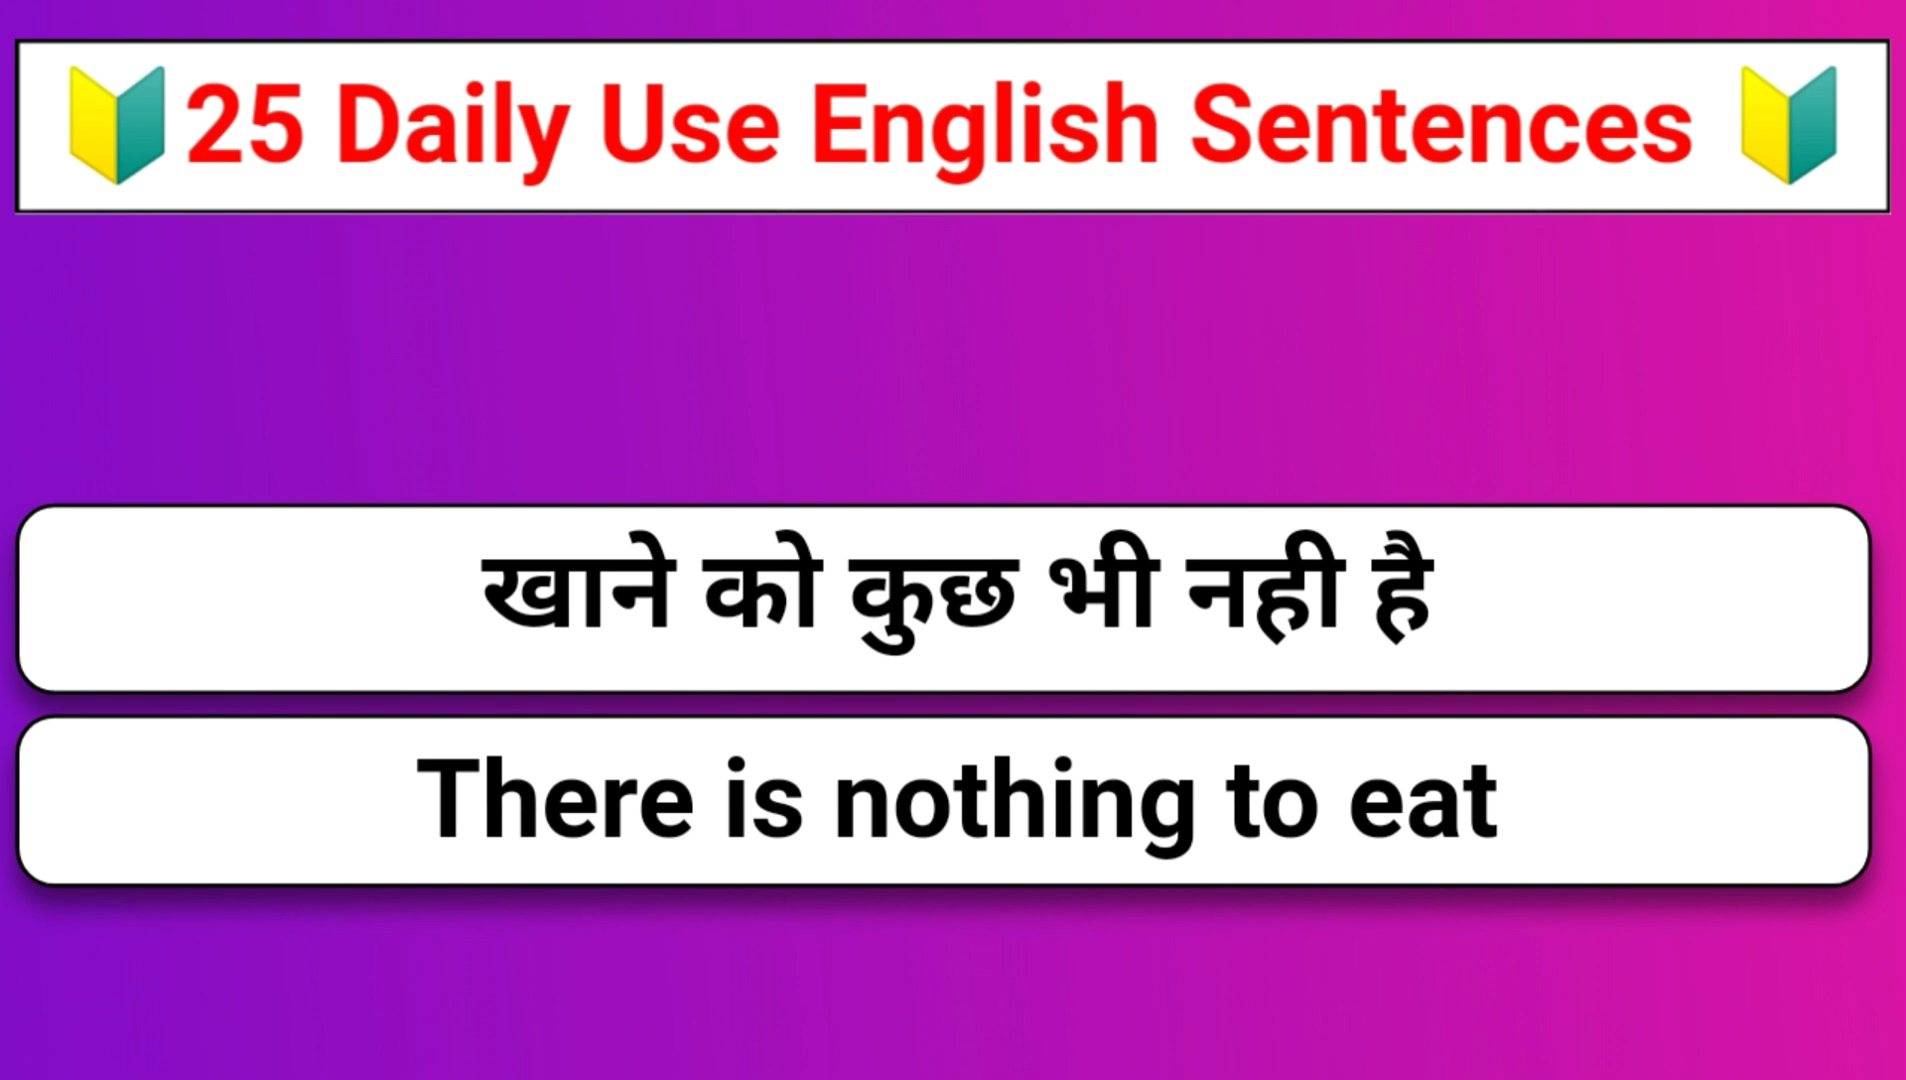 🔰25 Daily Use English Sentences 🔰
खाने को कुछ भी नही है
There is nothing to eat